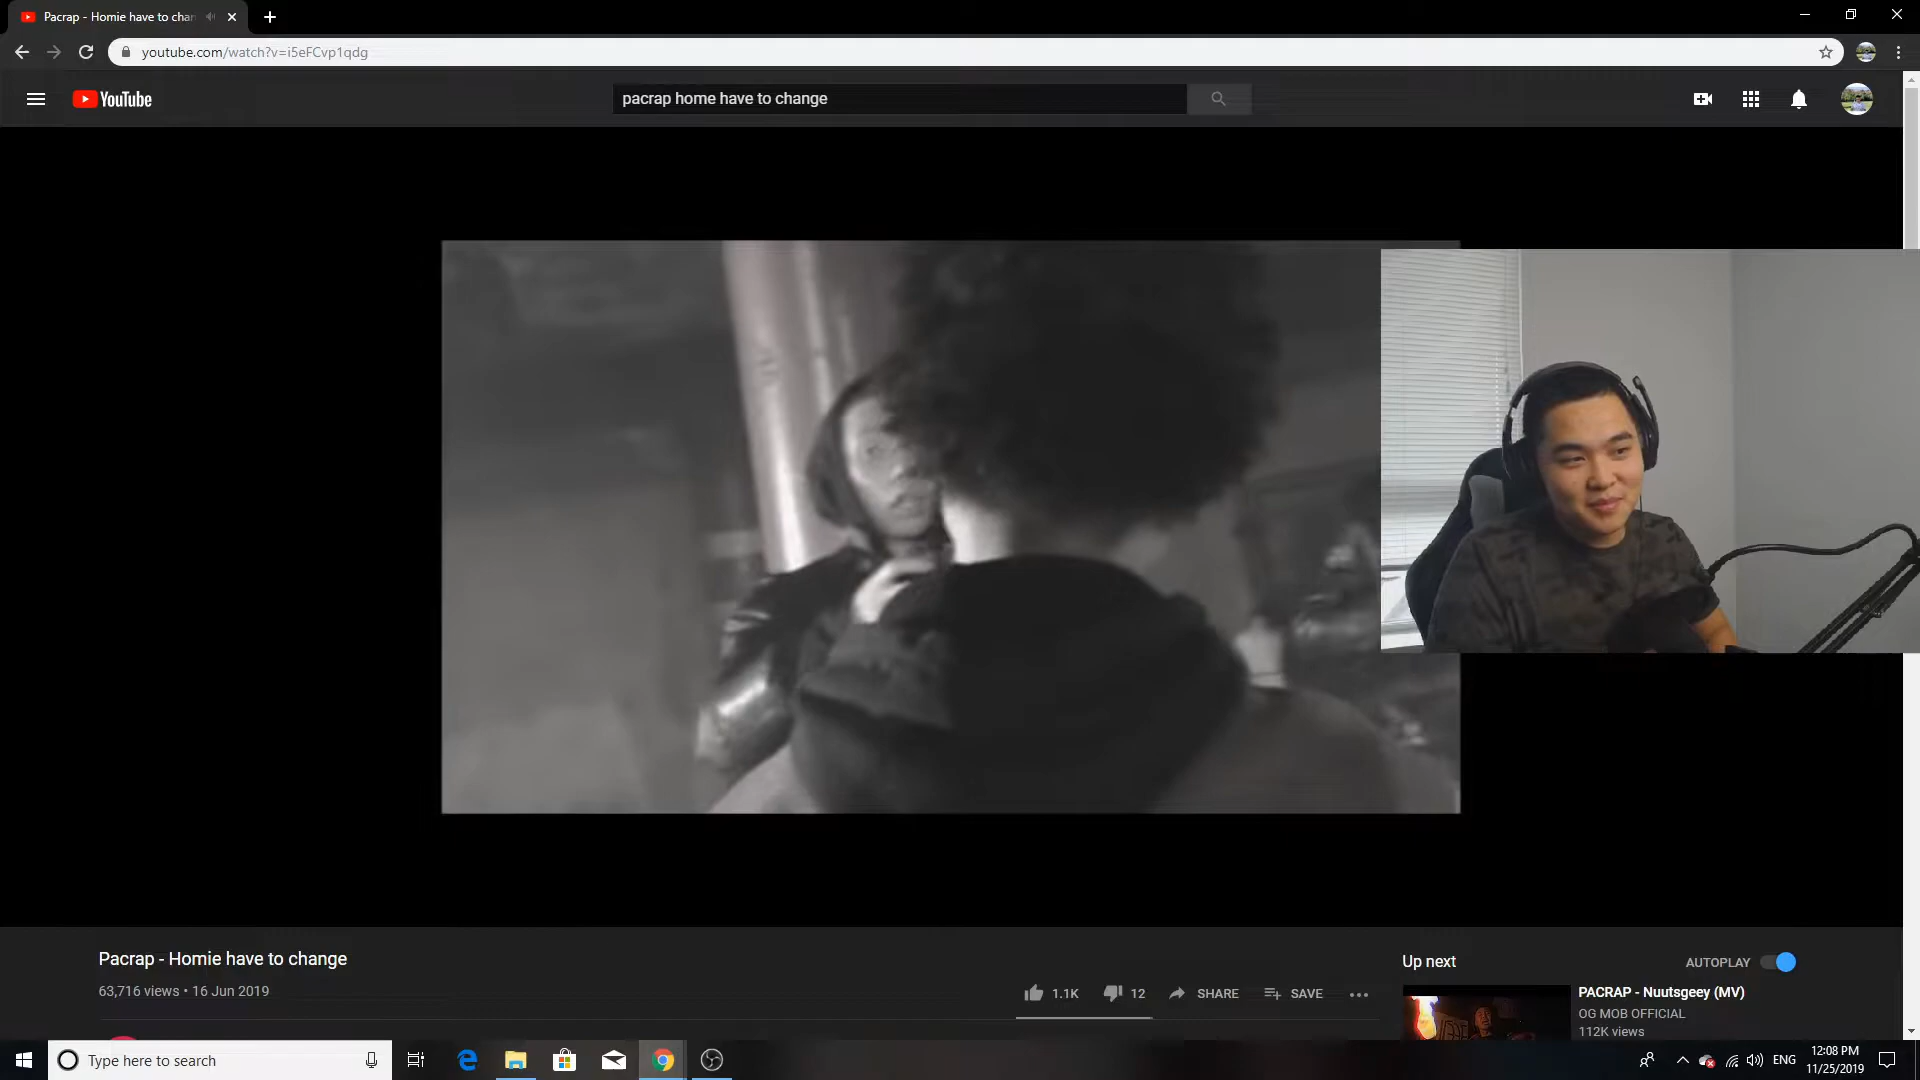 Pacrap - Homie have to chan
youtube.com/watch?v=i5eFCvp1qdg
YouTube
pacrap home have to change
Pacrap - Homie have to change
63,716 views • 16 Jun 2019
1.1K
12
SHARE
SAVE
Up next
AUTOPLAY
PACRAP - Nuutsgeey (MV)
OG MOB OFFICIAL
112K views
Type here to search
ENG
12:08 PM
11/25/2019